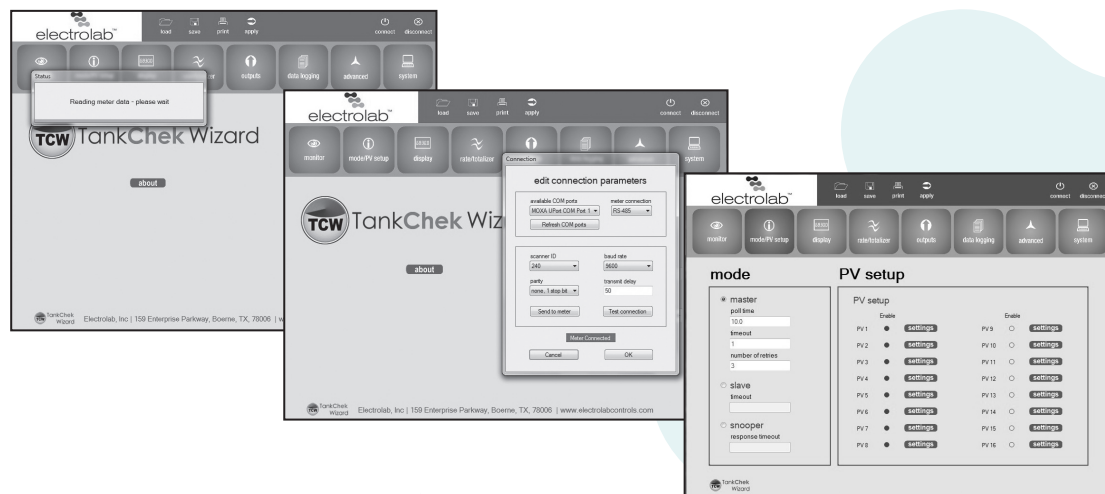 electrolab™
load save print apply
connect disconnect
outputs data logging advanced system
Status
Reading meter data - please wait
TCW TankChek Wizard
about
TankChek
Wizard
Electrolab, Inc | 159 Enterprise Parkway, Boerne, TX, 78006 |
electrolab™
load save print apply
connect disconnect
monitor mode/PV setup display rate/totalizer system
Connection
edit connection parameters
available COM ports meter connection
MOXA UPort COM Port 1 RS-485
Refresh COM ports
scanner ID baud rate
240 9600
parity transmit delay
none, 1 stop bit 50
Send to meter Test connection
Meter Connected
Cancel OK
TCW TankChek Wiz
about
TCW TankChek
Wizard
Electrolab, Inc | 159 Enterprise Parkway, Boerne, TX, 78006 | www.electrolabcontrols.com
electrolab™
load save print apply
connect disconnect
monitor mode/PV setup display rate/totalizer outputs data logging advanced system
mode
master
poll time
10.0
timeout
1
number of retries
3
slave
timeout
snooper
response timeout
PV setup
PV setup
Enable Enable
PV 1 settings PV 9 settings
PV 2 settings PV 10 settings
PV 3 settings PV 11 settings
PV 4 settings PV 12 settings
PV 5 settings PV 13 settings
PV 6 settings PV 14 settings
PV 7 settings PV 15 settings
PV 8 settings PV 16 settings
TankChek
Wizard